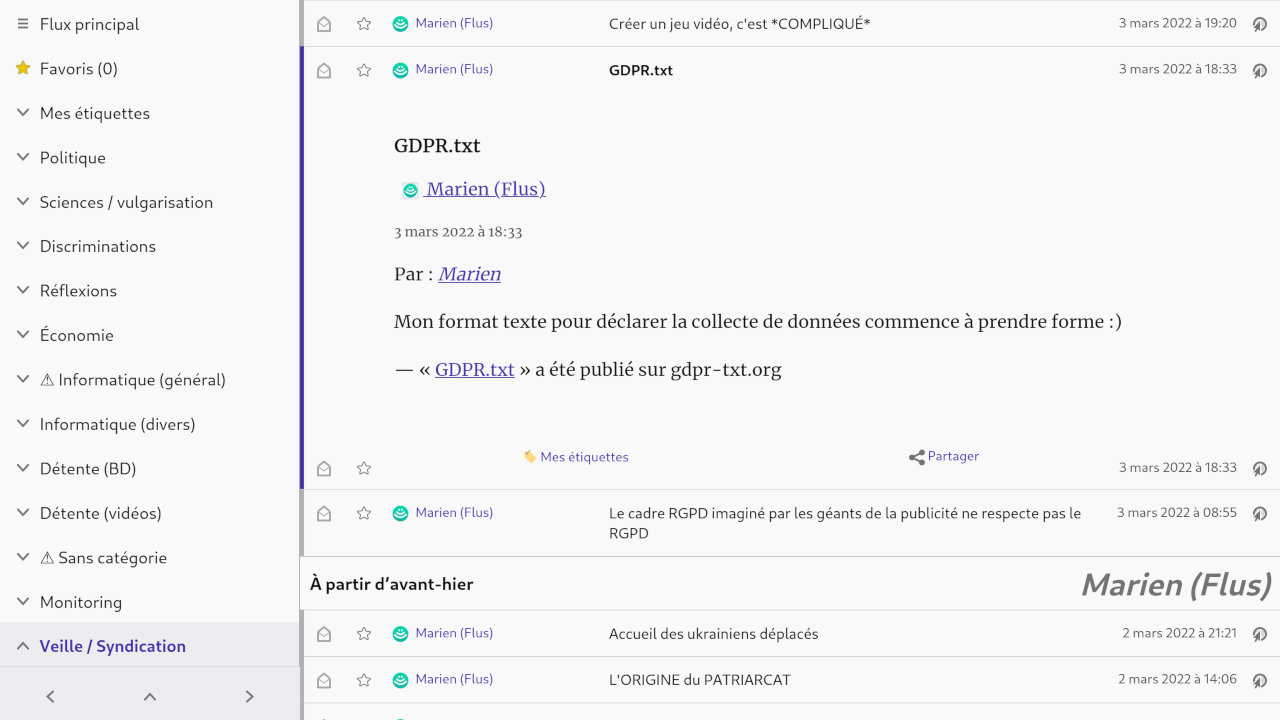 Flux principal
Favoris (0)
Mes étiquettes
Politique
Sciences / vulgarisation
Discriminations
Réflexions
Économie
⚠ Informatique (général)
Informatique (divers)
Détente (BD)
Détente (vidéos)
⚠ Sans catégorie
Monitoring
Veille / Syndication
Marien (Flus) Créer un jeu vidéo, c'est *COMPLIQUÉ* 3 mars 2022 à 19:20
Marien (Flus) GDPR.txt 3 mars 2022 à 18:33
GDPR.txt
Marien (Flus)
3 mars 2022 à 18:33
Par : Marien
Mon format texte pour déclarer la collecte de données commence à prendre forme :)
— « GDPR.txt » a été publié sur gdpr-txt.org
Mes étiquettes Partager 3 mars 2022 à 18:33
Marien (Flus) Le cadre RGPD imaginé par les géants de la publicité ne respecte pas le 3 mars 2022 à 08:55
RGPD
À partir d’avant-hier Marien (Flus)
Marien (Flus) Accueil des ukrainiens déplacés 2 mars 2022 à 21:21
Marien (Flus) L'ORIGINE du PATRIARCAT 2 mars 2022 à 14:06